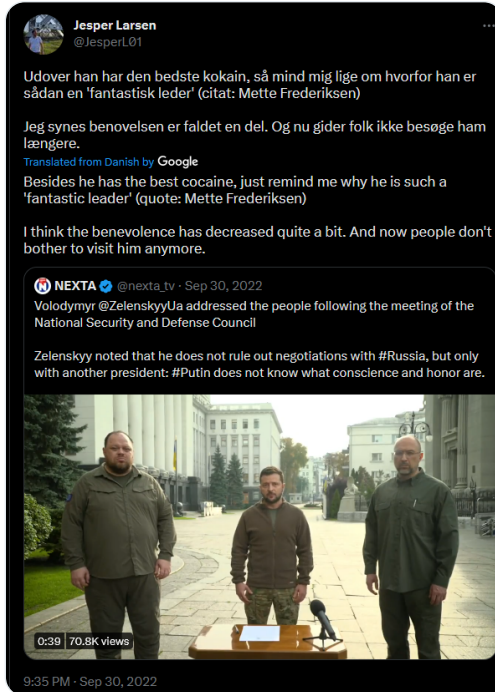 Jesper Larsen
@JesperL01
Udover han har den bedste kokain, så mind mig lige om hvorfor han er
sådan en 'fantastisk leder' (citat: Mette Frederiksen)
Jeg synes benovelsen er faldet en del. Og nu gider folk ikke besøge ham
længere.
Translated from Danish by Google
Besides he has the best cocaine, just remind me why he is such a
'fantastic leader' (quote: Mette Frederiksen)
I think the benevolence has decreased quite a bit. And now people don't
bother to visit him anymore.
NEXTA @nexta_tv · Sep 30, 2022
Volodymyr @ZelenskyyUa addressed the people following the meeting of the
National Security and Defense Council
Zelenskyy noted that he does not rule out negotiations with #Russia, but only
with another president: #Putin does not know what conscience and honor are.
0:39 70.8K views
9:35 PM · Sep 30, 2022